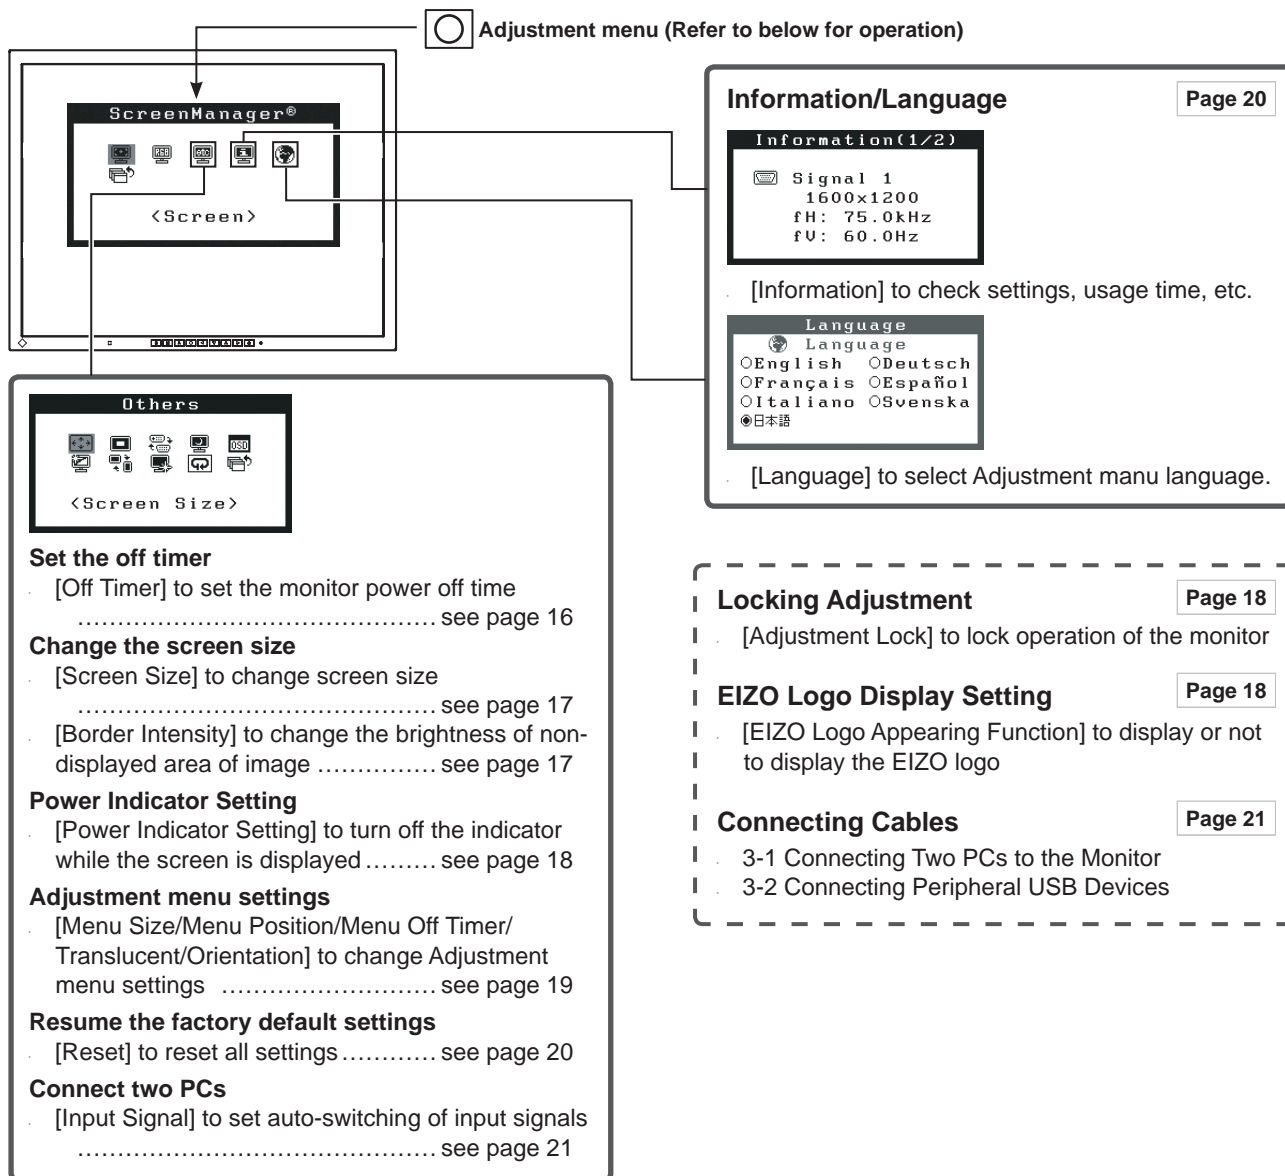 Adjustment menu (Refer to below for operation)
ScreenManager®
RGB
etc
<Screen>
Others
OSD
<Screen Size>
Set the off timer
[Off Timer] to set the monitor power off time
............................................. see page 16
Change the screen size
[Screen Size] to change screen size
............................................. see page 17
[Border Intensity] to change the brightness of non-
displayed area of image ............... see page 17
Power Indicator Setting
[Power Indicator Setting] to turn off the indicator
while the screen is displayed ......... see page 18
Adjustment menu settings
[Menu Size/Menu Position/Menu Off Timer/
Translucent/Orientation] to change Adjustment
menu settings ........................... see page 19
Resume the factory default settings
[Reset] to reset all settings ............ see page 20
Connect two PCs
[Input Signal] to set auto-switching of input signals
............................................. see page 21
Information/Language
Page 20
Information(1/2)
Signal 1
1600x1200
fH: 75.0kHz
fV: 60.0Hz
[Information] to check settings, usage time, etc.
Language
Language
English Deutsch
Français Español
Italiano Svenska
日本語
[Language] to select Adjustment manu language.
Locking Adjustment
Page 18
[Adjustment Lock] to lock operation of the monitor
EIZO Logo Display Setting
Page 18
[EIZO Logo Appearing Function] to display or not
to display the EIZO logo
Connecting Cables
Page 21
3-1 Connecting Two PCs to the Monitor
3-2 Connecting Peripheral USB Devices